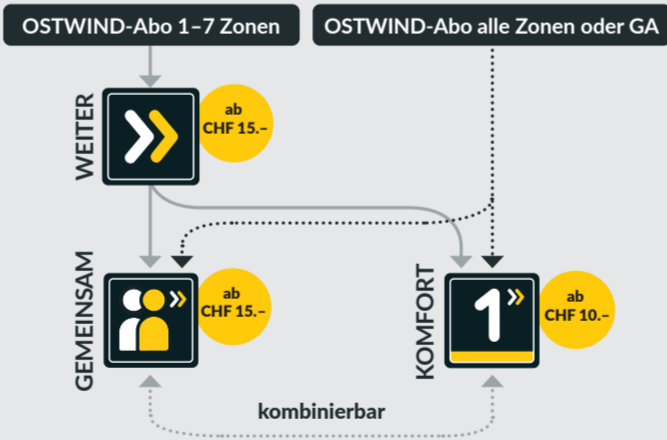 OSTWIND-Abo 1–7 Zonen
OSTWIND-Abo alle Zonen oder GA
WEITER
ab
CHF 15.–
GEMEINSAM
ab
CHF 15.–
KOMFORT
1
ab
CHF 10.–
kombinierbar